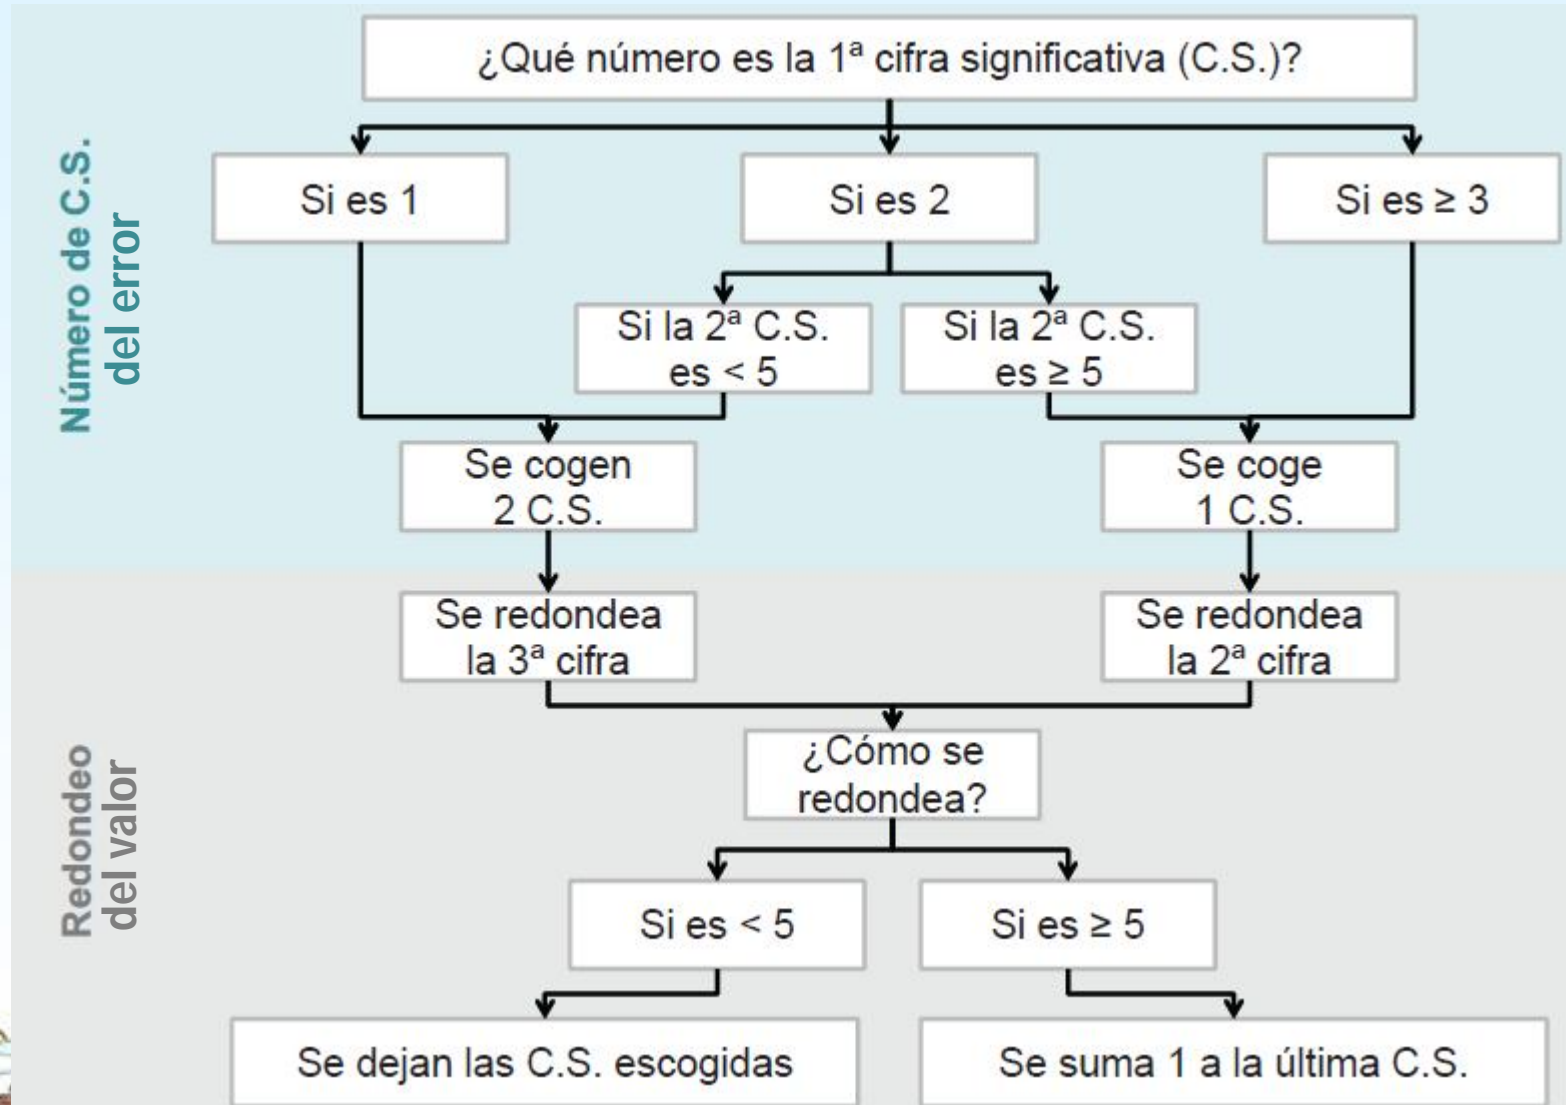 ¿Qué número es la 1ª cifra significativa (C.S.)?
Número de C.S.
del error
Si es 1
Si es 2
Si es ≥ 3
Si la 2ª C.S.
es < 5
Si la 2ª C.S.
es ≥ 5
Se cogen
2 C.S.
Se coge
1 C.S.
Se redondea
la 3ª cifra
Se redondea
la 2ª cifra
Redondeo
del valor
¿Cómo se
redondea?
Si es < 5
Si es ≥ 5
Se dejan las C.S. escogidas
Se suma 1 a la última C.S.